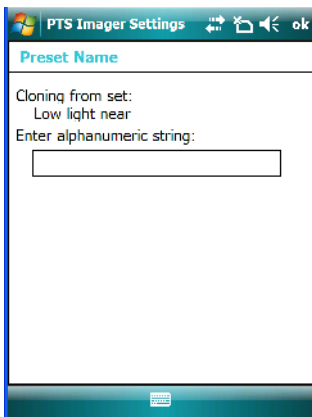 PTS Imager Settings ok
Preset Name
Cloning from set:
Low light near
Enter alphanumeric string: